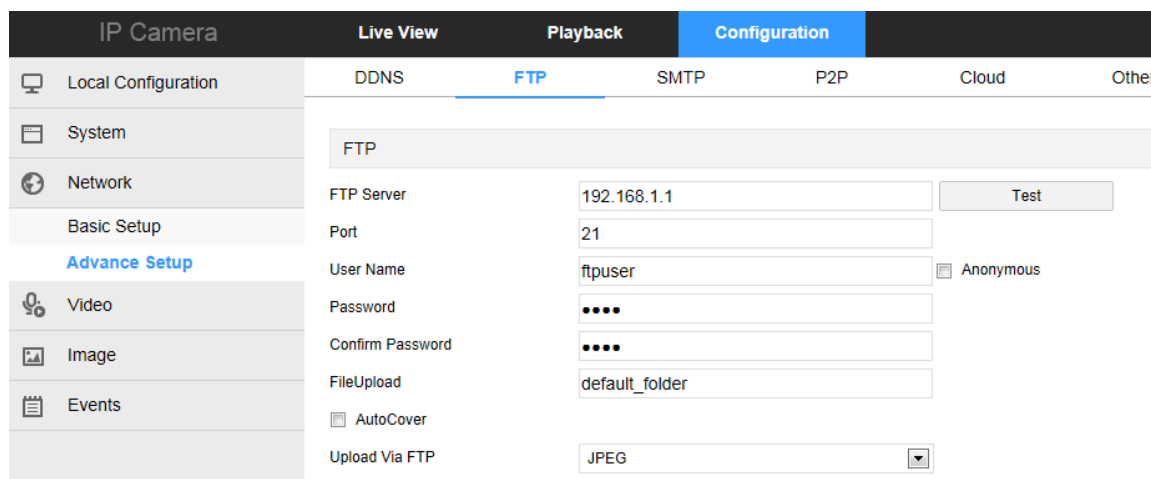 IP Camera Live View Playback Configuration
Local Configuration
System
Network
Basic Setup
Advance Setup
Video
Image
Events
DDNS FTP SMTP P2P Cloud Other
FTP
FTP Server 192.168.1.1 Test
Port 21
User Name ftpuser Anonymous
Password ••••
Confirm Password ••••
FileUpload default_folder
AutoCover
Upload Via FTP JPEG